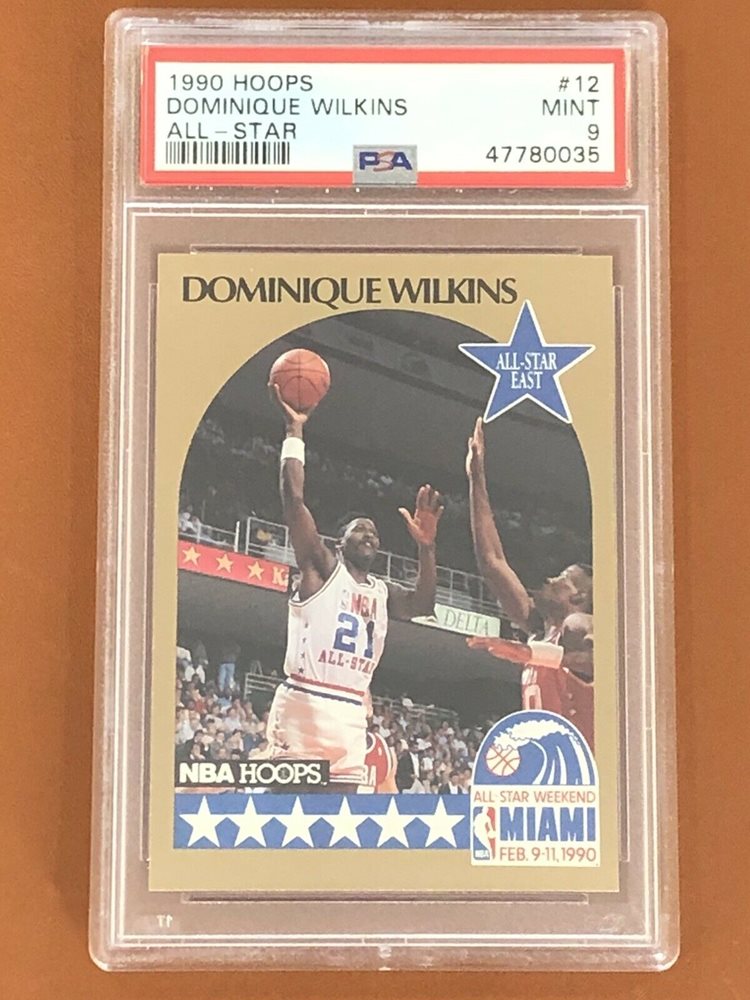 1990 HOOPS #12
DOMINIQUE WILKINS MINT
ALL-STAR 9
PSA 47780035
DOMINIQUE WILKINS
ALL-STAR
EAST
DELTA
NBA
21
ALL-STAR
NBA HOOPS
ALL-STAR WEEKEND
MIAMI
NBA FEB. 9-11, 1990